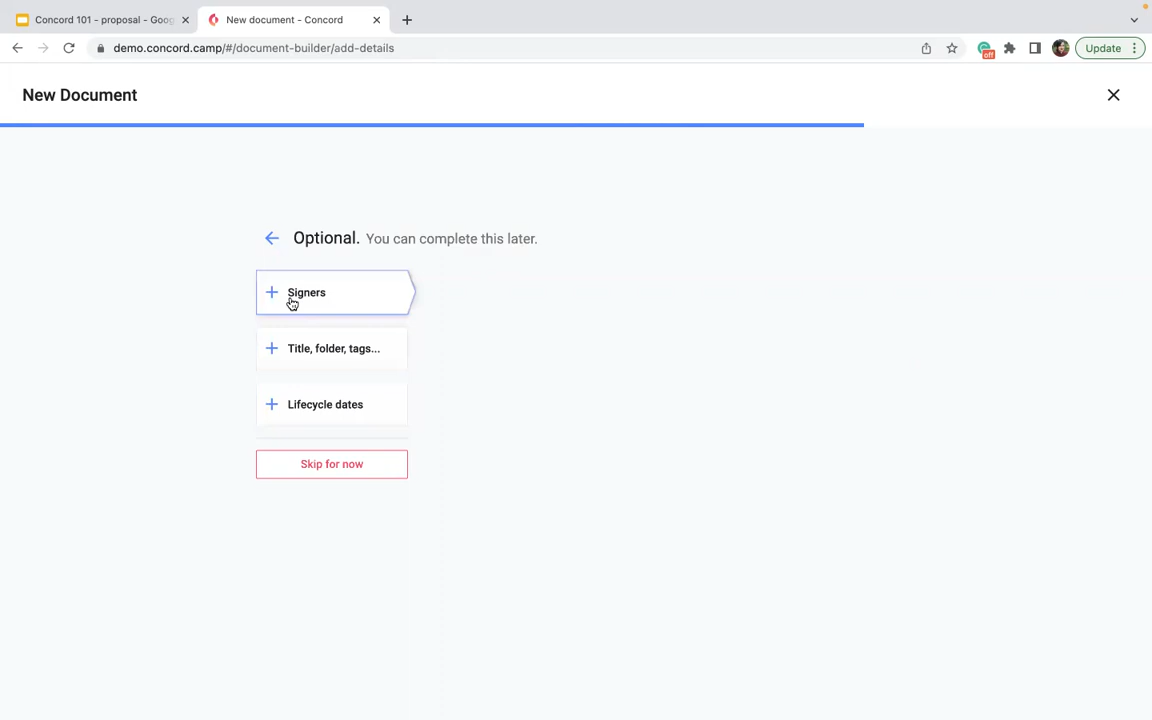 Concord 101 - proposal - Goog
New document - Concord
demo.concord.camp/#/document-builder/add-details
off
Update
New Document
Optional. You can complete this later.
Signers
Title, folder, tags...
Lifecycle dates
Skip for now